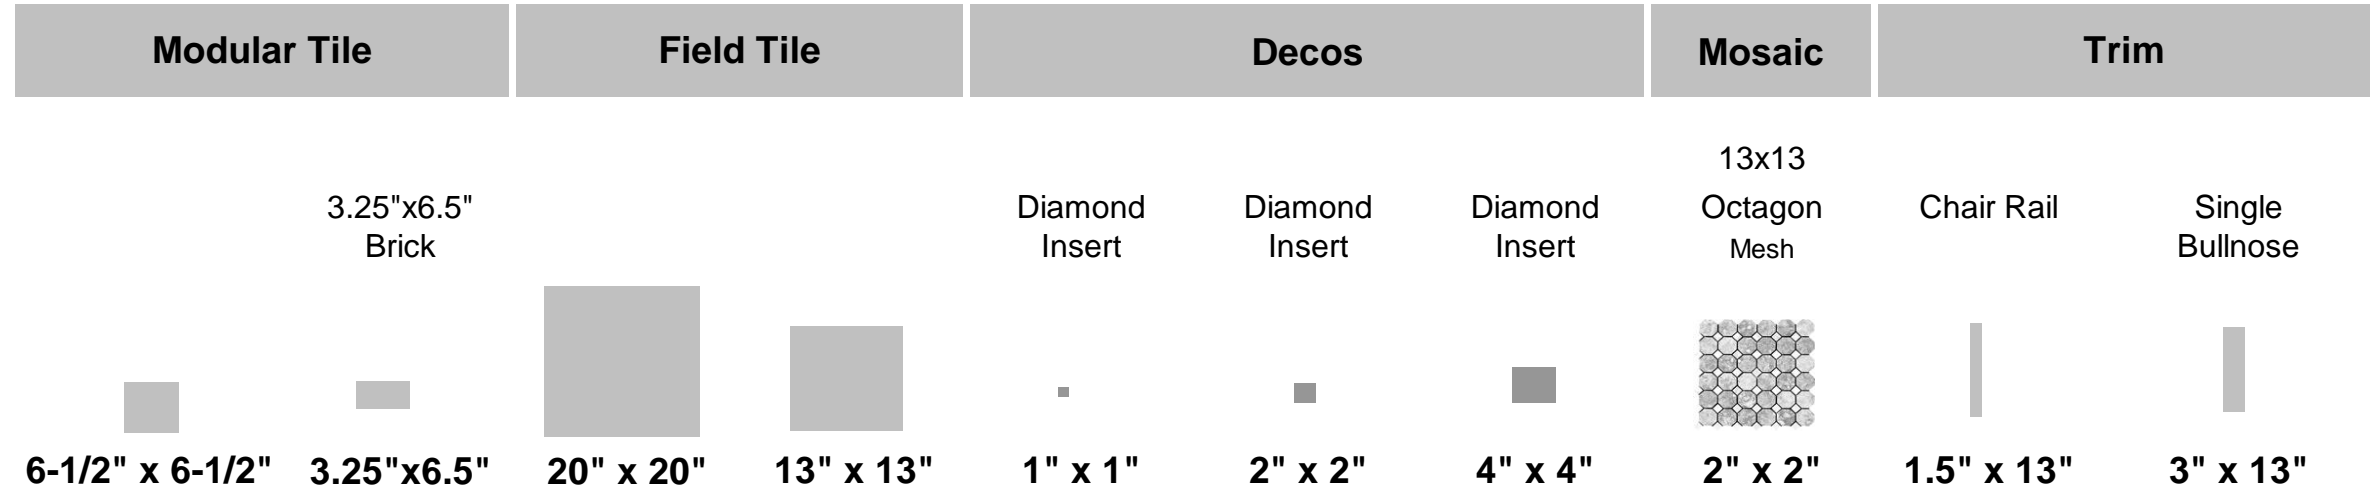 Modular Tile
Field Tile
Decos
Mosaic
Trim
3.25"x6.5"
Brick
Diamond
Insert
Diamond
Insert
Diamond
Insert
13x13
Octagon
Mesh
Chair Rail
Single
Bullnose
6-1/2" x 6-1/2"
3.25"x6.5"
20" x 20"
13" x 13"
1" x 1"
2" x 2"
4" x 4"
2" x 2"
1.5" x 13"
3" x 13"